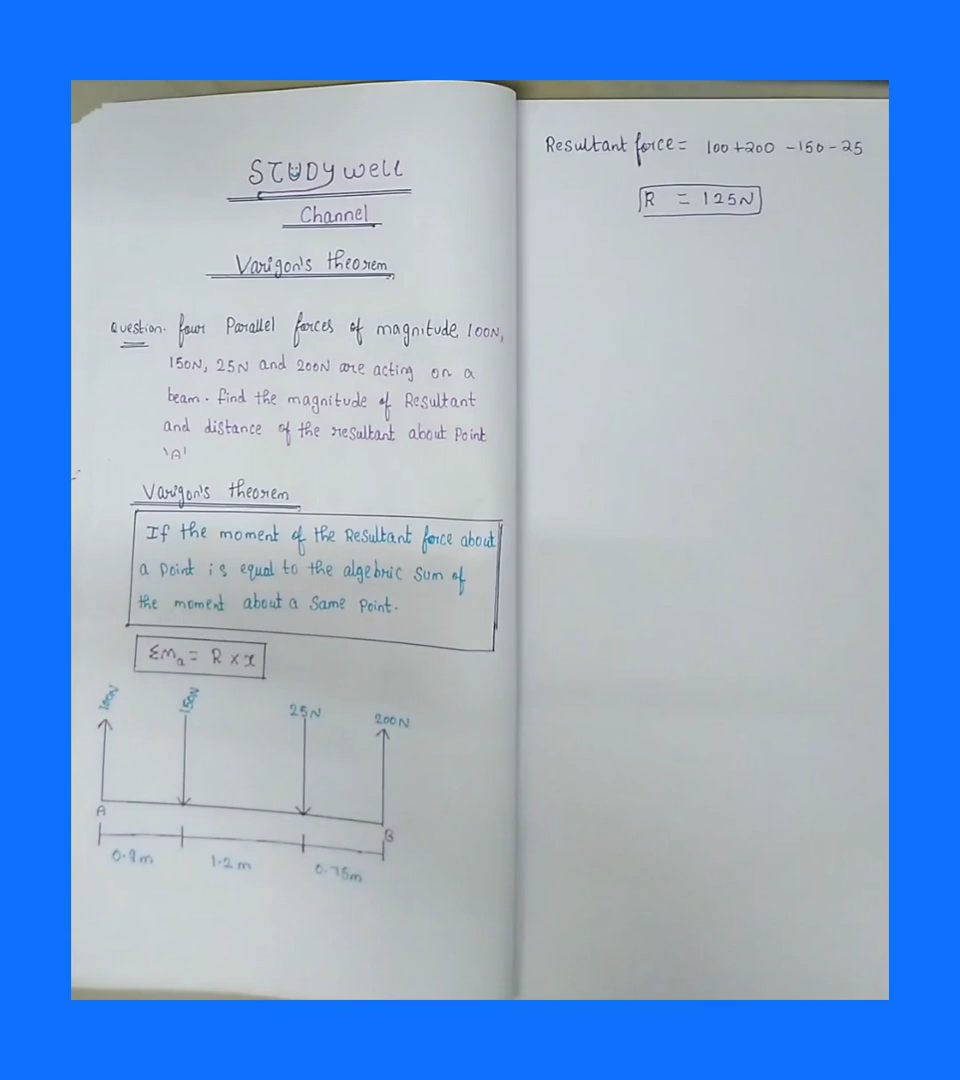 STUDY well
Channel
Varigon's theorem
Question. four Parallel forces of magnitude 100N,
150N, 25N and 200N are acting on a
beam. find the magnitude of Resultant
and distance of the resultant about Point
'A'
Varigon's theorem
If the moment of the Resultant force about
a point is equal to the algebric sum of
the moment about a same point.
ΣMa = R × x
100N 150N 25N 200N
A B
0.9m 1.2m 0.75m
Resultant force = 100+200 -150-25
R = 125N